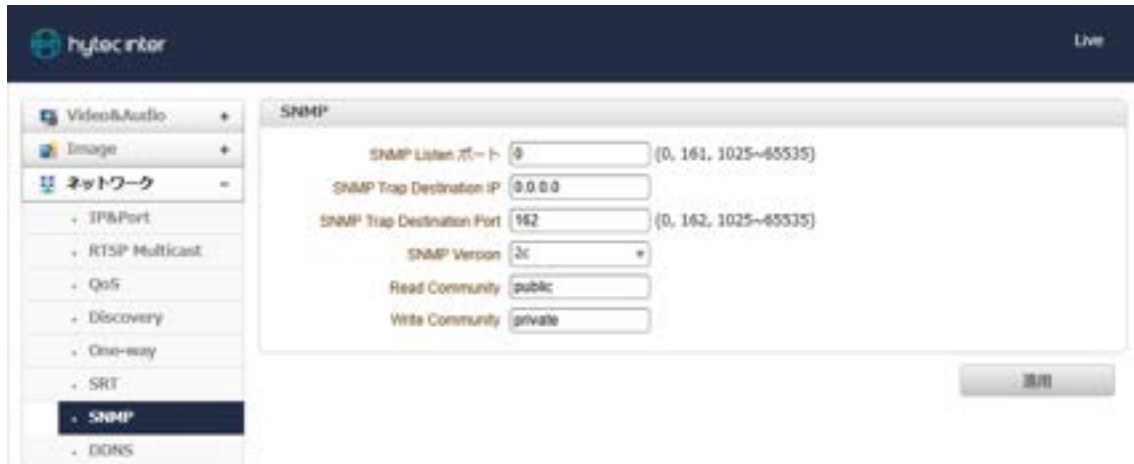 hytec inter
Live
Video&Audio +
Image +
ネットワーク -
IP&Port
RTSP Multicast
QoS
Discovery
One-way
SRT
SNMP
DDNS
SNMP
SNMP Listen ポート 0 (0, 161, 1025~65535)
SNMP Trap Destination IP 0.0.0.0
SNMP Trap Destination Port 162 (0, 162, 1025~65535)
SNMP Version 2c
Read Community public
Write Community private
適用